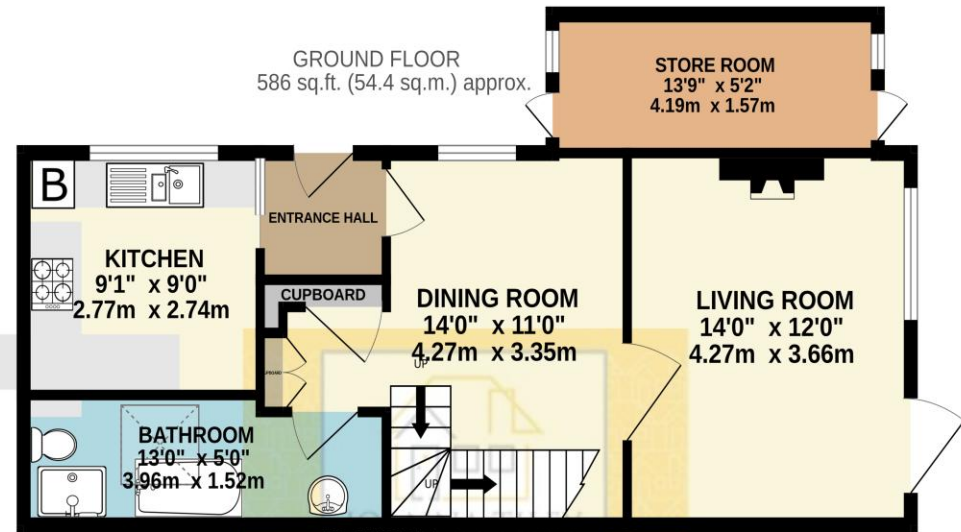 GROUND FLOOR
586 sq.ft. (54.4 sq.m.) approx.
STORE ROOM
13'9" x 5'2"
4.19m x 1.57m
B
ENTRANCE HALL
KITCHEN
9'1" x 9'0"
2.77m x 2.74m
CUPBOARD
DINING ROOM
14'0" x 11'0"
4.27m x 3.35m
LIVING ROOM
14'0" x 12'0"
4.27m x 3.66m
UP
BATHROOM
13'0" x 5'0"
3.96m x 1.52m
UP